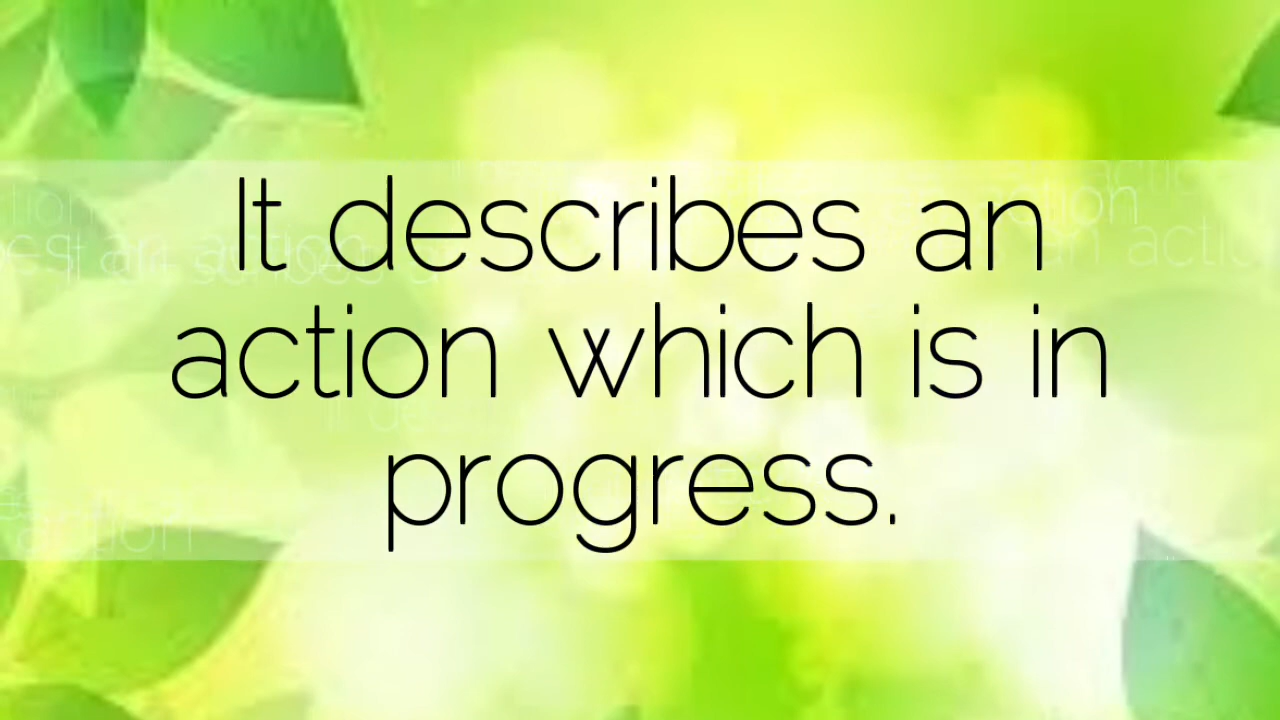 It describes an
action which is in
progress.